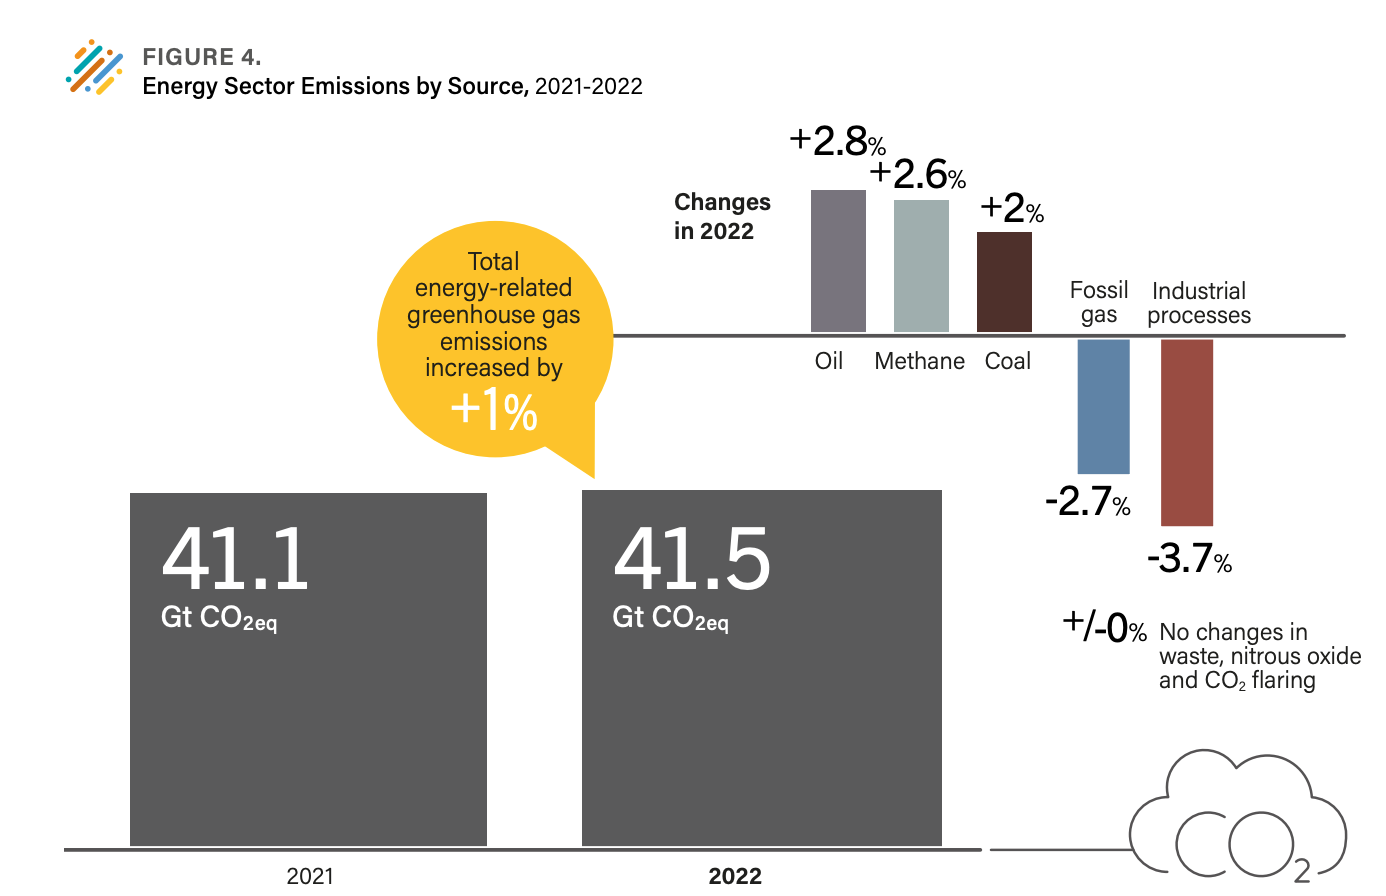 FIGURE 4.
Energy Sector Emissions by Source, 2021-2022
Changes
in 2022
+2.8%
+2.6%
+2%
Oil
Methane
Coal
Fossil
gas
Industrial
processes
-2.7%
-3.7%
+/-0%
No changes in
waste, nitrous oxide
and CO₂ flaring
Total
energy-related
greenhouse gas
emissions
increased by
+1%
41.1
Gt CO₂eq
41.5
Gt CO₂eq
2021
2022
CO₂